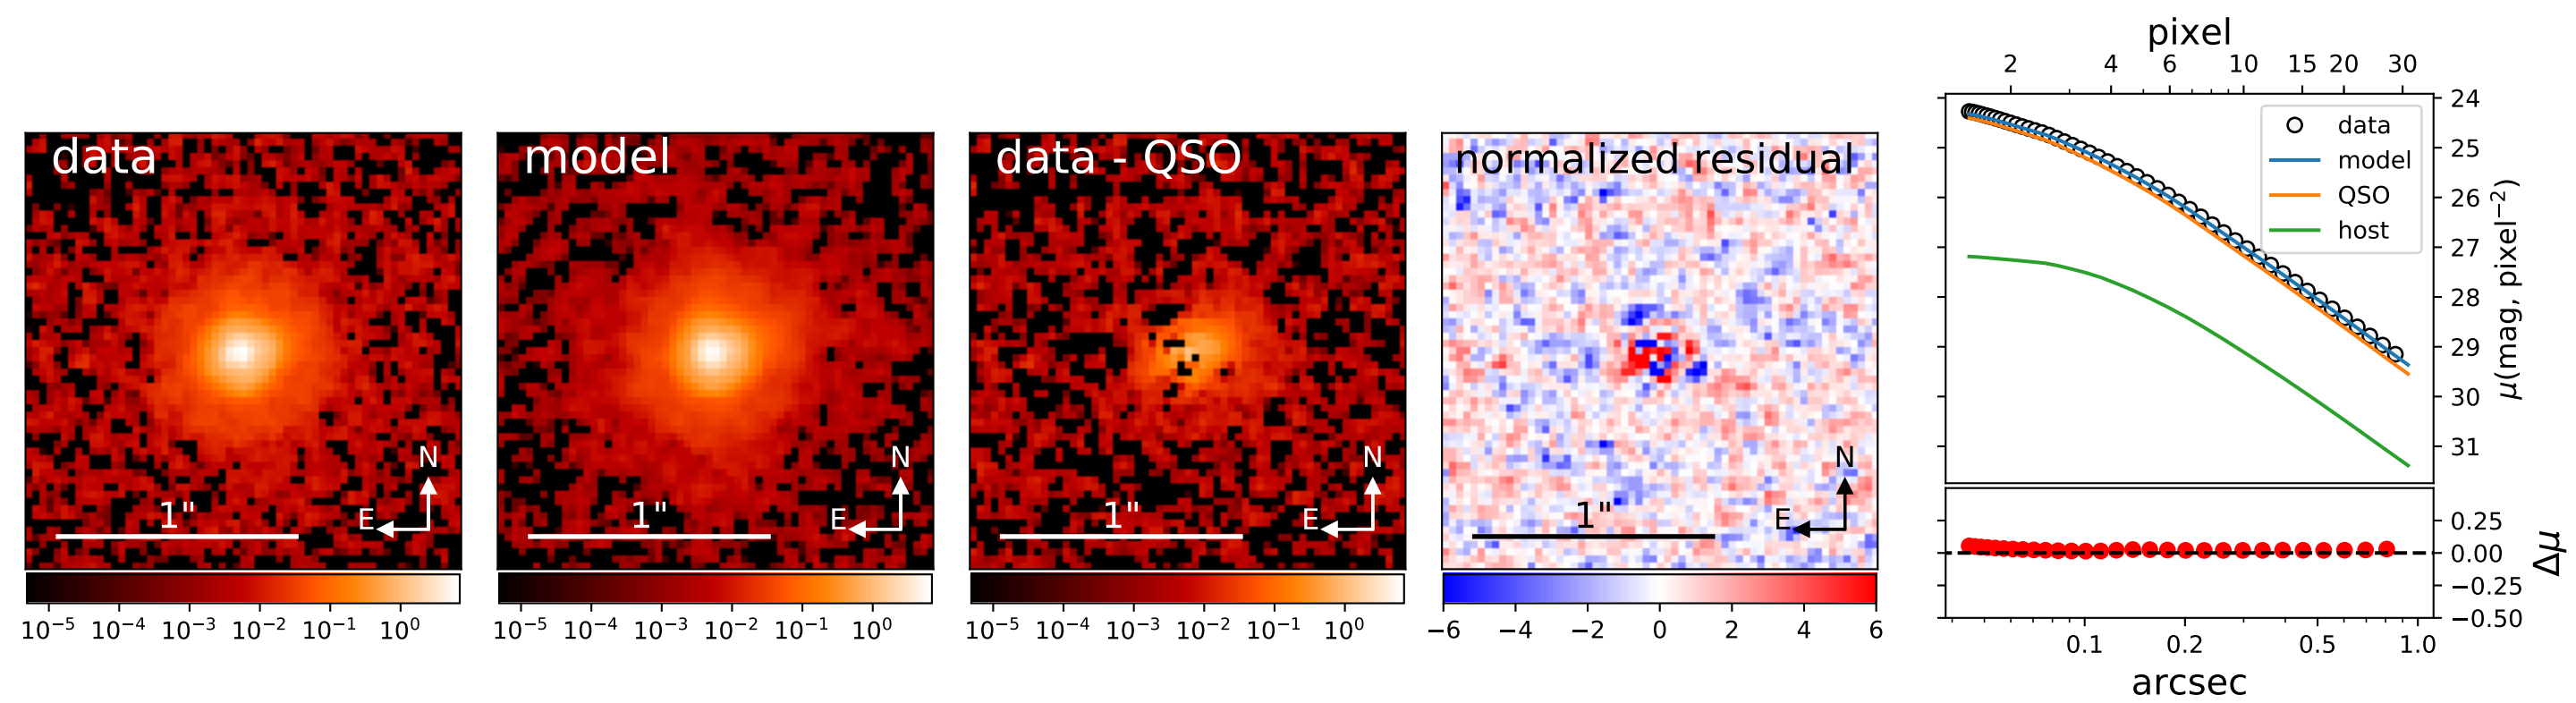 data
N
E
1"
10⁻⁵ 10⁻⁴ 10⁻³ 10⁻² 10⁻¹ 10⁰
model
N
E
1"
10⁻⁵ 10⁻⁴ 10⁻³ 10⁻² 10⁻¹ 10⁰
data - QSO
N
E
1"
10⁻⁵ 10⁻⁴ 10⁻³ 10⁻² 10⁻¹ 10⁰
normalized residual
N
E
1"
−6 −4 −2 0 2 4 6
pixel
2 4 6 10 15 20 30
data
model
QSO
host
24
25
26
27
28
29
30
31
μ(mag, pixel⁻²)
0.25
0.00
−0.25
−0.50
Δμ
0.1 0.2 0.5 1.0
arcsec